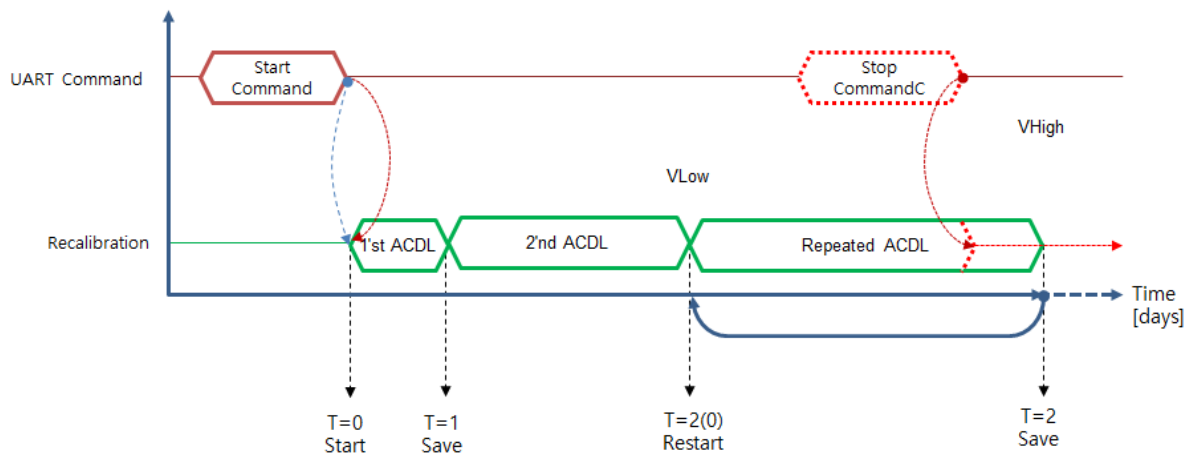 Start
Command
Stop
CommandC
UART Command
VHigh
VLow
Recalibration
1'st ACDL
2'nd ACDL
Repeated ACDL
Time
[days]
T=0
Start
T=1
Save
T=2(0)
Restart
T=2
Save